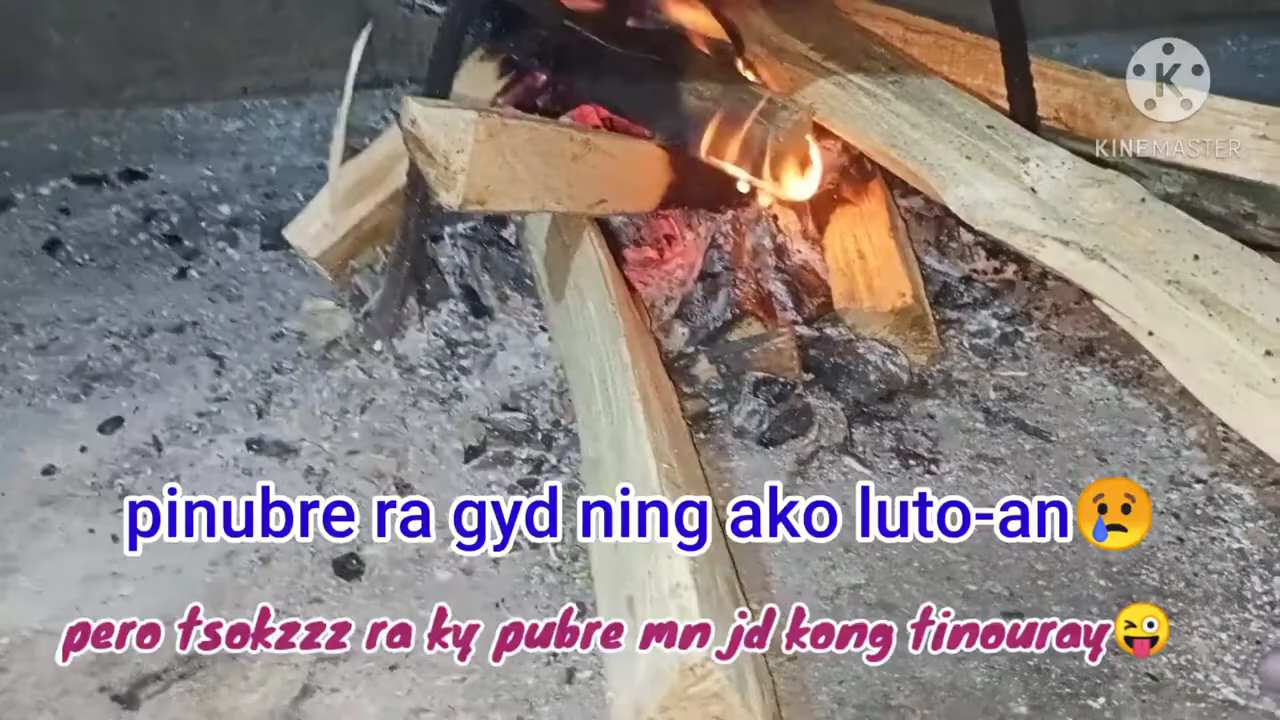 K
KINEMASTER
pinubre ra gyd ning ako luto-an😢
pero tsokzzz ra ky pubre mn jd kong tinouray😜